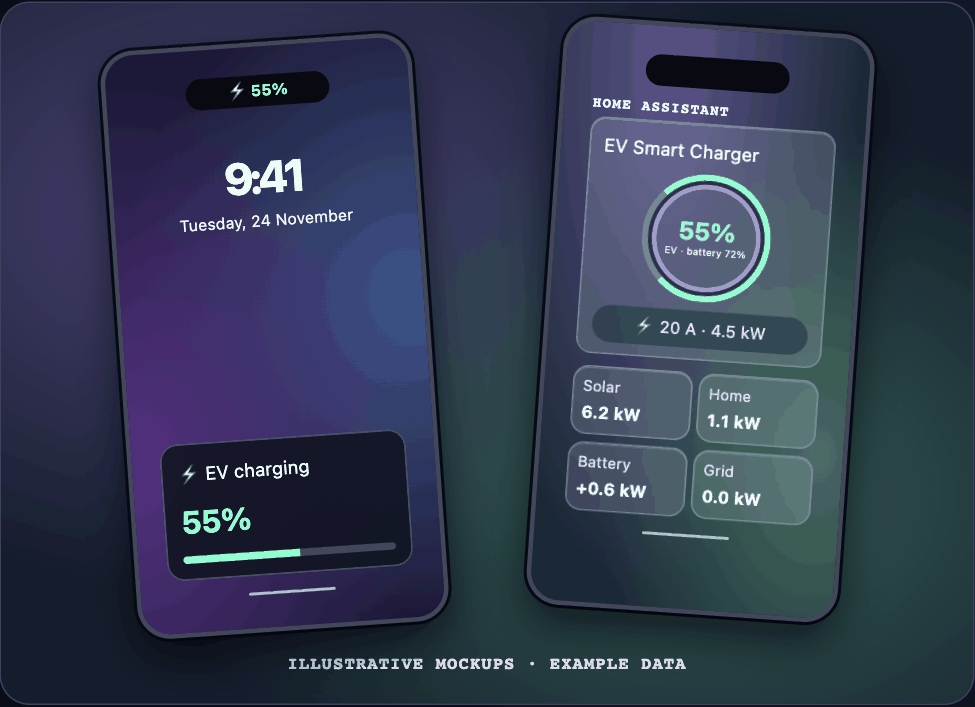 ⚡ 55%
9:41
Tuesday, 24 November
⚡ EV charging
55%
HOME ASSISTANT
EV Smart Charger
55%
EV · battery 72%
⚡ 20 A · 4.5 kW
Solar
6.2 kW
Home
1.1 kW
Battery
+0.6 kW
Grid
0.0 kW
ILLUSTRATIVE MOCKUPS · EXAMPLE DATA